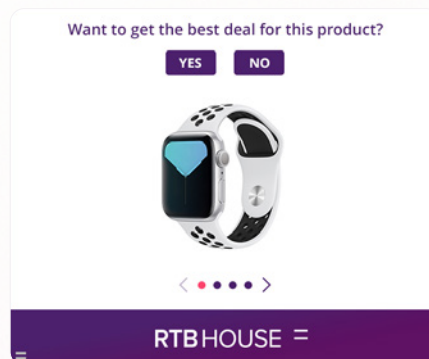 Want to get the best deal for this product?
YES NO
RTBHOUSE =